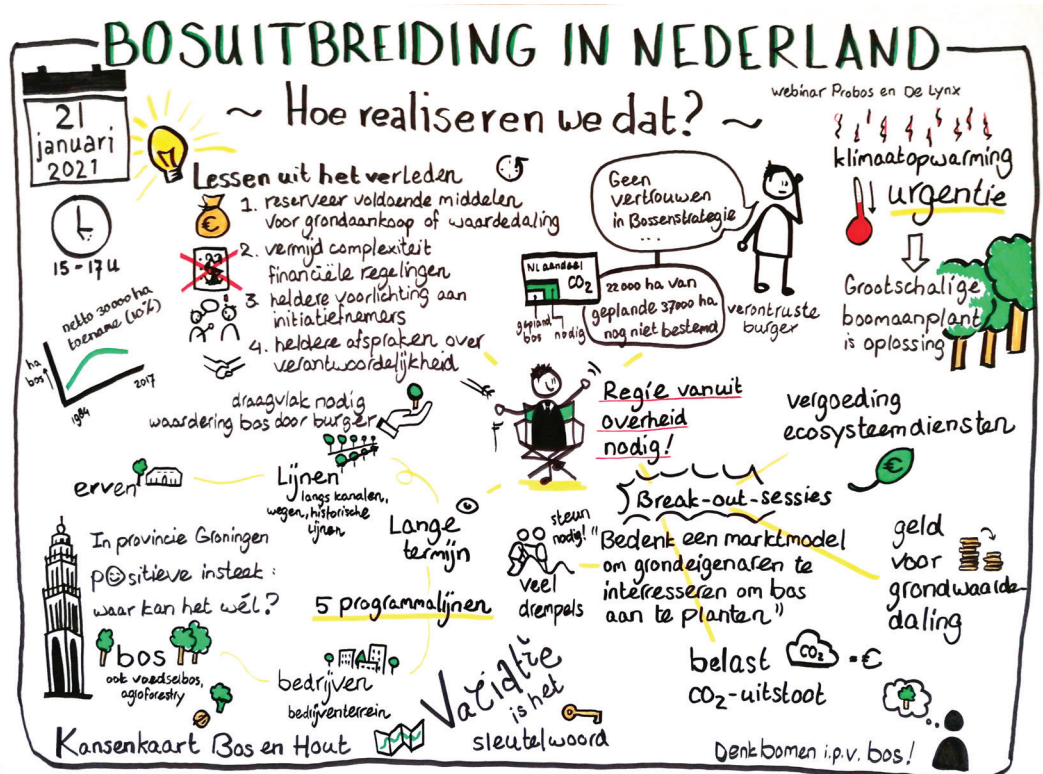 BOSUITBREIDING IN NEDERLAND
~ Hoe realiseren we dat? ~
webinar Probos en De Lynx
21
januari
2021
15-17u
netto 30000 ha
toename (10%)
ha
bos
1984
2017
Lessen uit het verleden
1. reserveer voldoende middelen
voor grondaankoop of waardedaling
2. vermijd complexiteit
financiële regelingen
3. heldere voorlichting aan
initiatiefnemers
4. heldere afspraken over
verantwoordelijkheid
draagvlak nodig
waardering bos door burger
Geen
vertrouwen
in Bossenstrategie
...
NL aandeel
CO2
gepland
bos
nodig
22000 ha van
geplande 37000 ha
nog niet bestemd
verontruste
burger
klimaatopwarming
urgentie
Grootschalige
boomaanplant
is oplossing
Regie vanuit
overheid
nodig!
vergoeding
ecosysteemdiensten
€
Break-out-sessies
"Bedenk een marktmodel
om grondeigenaren te
interesseren om bos
aan te planten"
geld
voor
grondwaarde-
daling
belast CO2 = €
CO2-uitstoot
steun
nodig!
veel
drempels
Lange
termijn
5 programmalijnen
erven
Lijnen
langs kanalen,
wegen, historische
lijnen
In provincie Groningen
positieve insteek:
waar kan het wél?
bos
ook voedselbos,
agroforestry
bedrijven
bedrijventerrein
Kansenkaart Bos en Hout
Variatie
is het
sleutelwoord
Denk bomen i.p.v. bos!